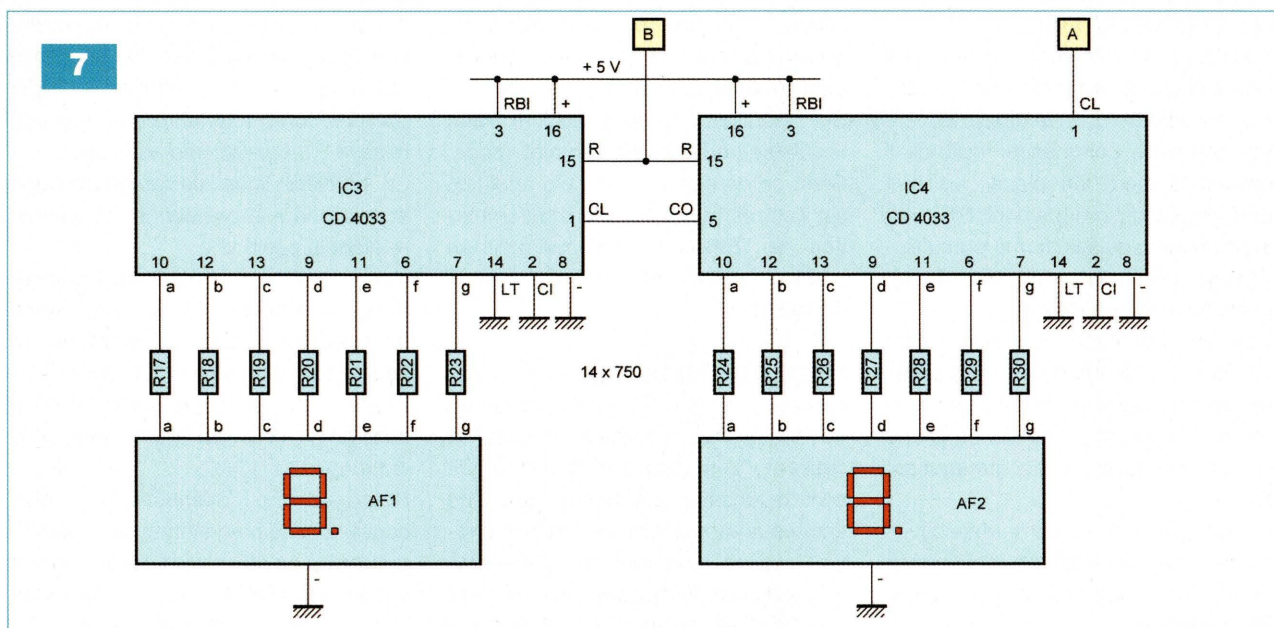 7
B
A
+ 5 V
RBI
+
+
RBI
CL
3
16
16
3
1
15
R
R
15
IC3
CD 4033
IC4
CD 4033
1
CL
CO
5
10
12
13
9
11
6
7
14
2
8
10
12
13
9
11
6
7
14
2
8
a
b
c
d
e
f
g
LT
CI
-
a
b
c
d
e
f
g
LT
CI
-
R17
R18
R19
R20
R21
R22
R23
14 x 750
R24
R25
R26
R27
R28
R29
R30
a
b
c
d
e
f
g
a
b
c
d
e
f
g
8.
AF1
8.
AF2
-
-